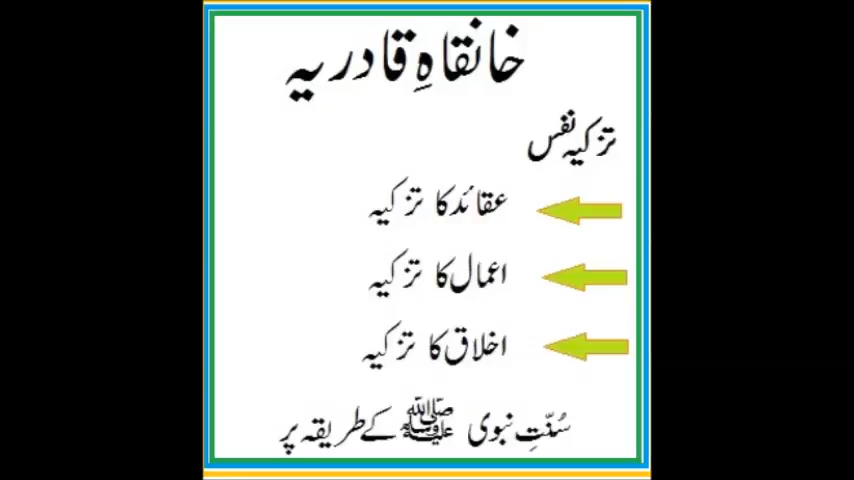 خانقاہِ قادریہ
تزکیہ نفس
عقائد کا تزکیہ
اعمال کا تزکیہ
اخلاق کا تزکیہ
سُنّتِ نبوی ﷺ کے طریقہ پر